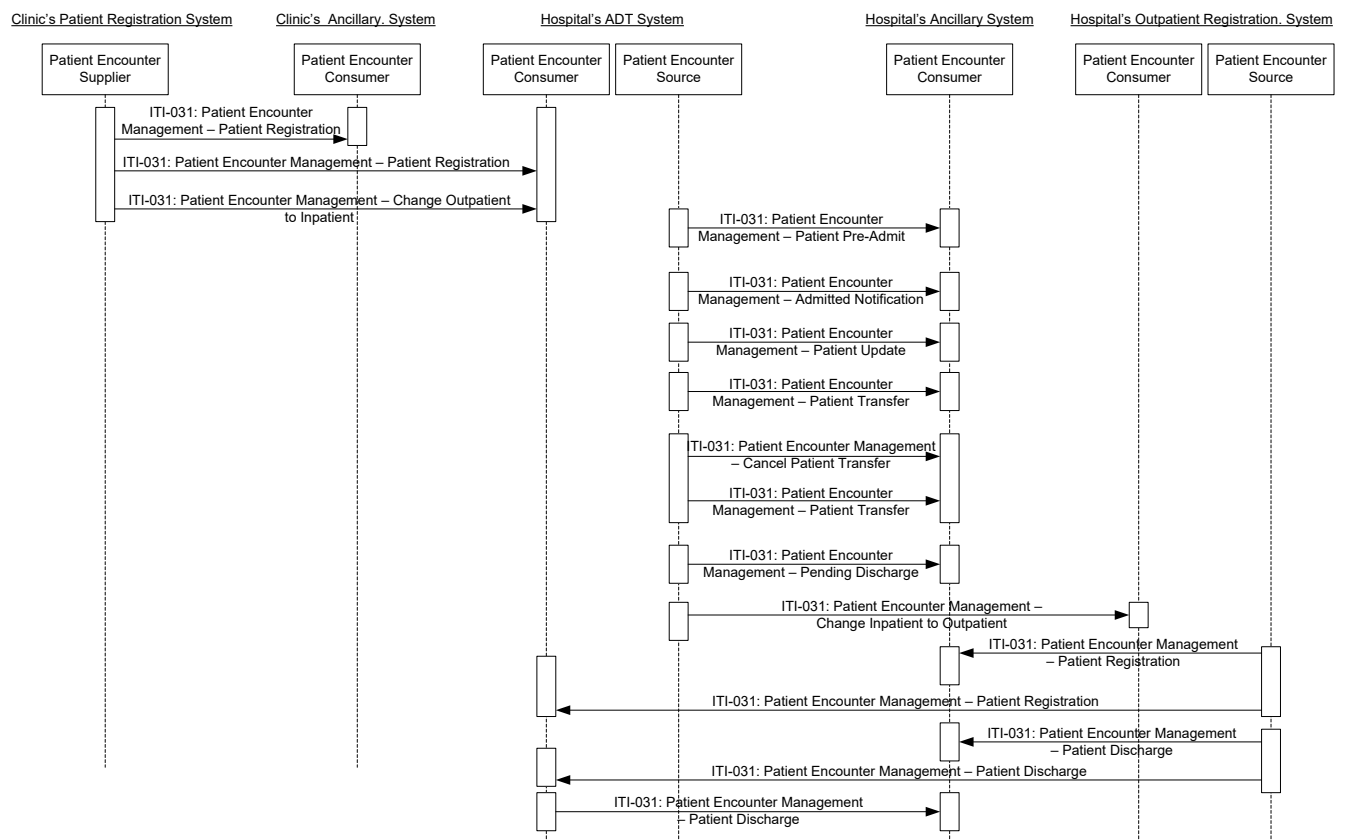 Clinic's Patient Registration System
Clinic's Ancillary. System
Hospital's ADT System
Hospital's Ancillary System
Hospital's Outpatient Registration. System
Patient Encounter
Supplier
Patient Encounter
Consumer
Patient Encounter
Consumer
Patient Encounter
Source
Patient Encounter
Consumer
Patient Encounter
Consumer
Patient Encounter
Source
ITI-031: Patient Encounter
Management – Patient Registration
ITI-031: Patient Encounter Management – Patient Registration
ITI-031: Patient Encounter Management – Change Outpatient
to Inpatient
ITI-031: Patient Encounter
Management – Patient Pre-Admit
ITI-031: Patient Encounter
Management – Admitted Notification
ITI-031: Patient Encounter
Management – Patient Update
ITI-031: Patient Encounter
Management – Patient Transfer
ITI-031: Patient Encounter Management
– Cancel Patient Transfer
ITI-031: Patient Encounter
Management – Patient Transfer
ITI-031: Patient Encounter
Management – Pending Discharge
ITI-031: Patient Encounter Management –
Change Inpatient to Outpatient
ITI-031: Patient Encounter Management
– Patient Registration
ITI-031: Patient Encounter Management – Patient Registration
ITI-031: Patient Encounter Management
– Patient Discharge
ITI-031: Patient Encounter Management – Patient Discharge
ITI-031: Patient Encounter Management
– Patient Discharge